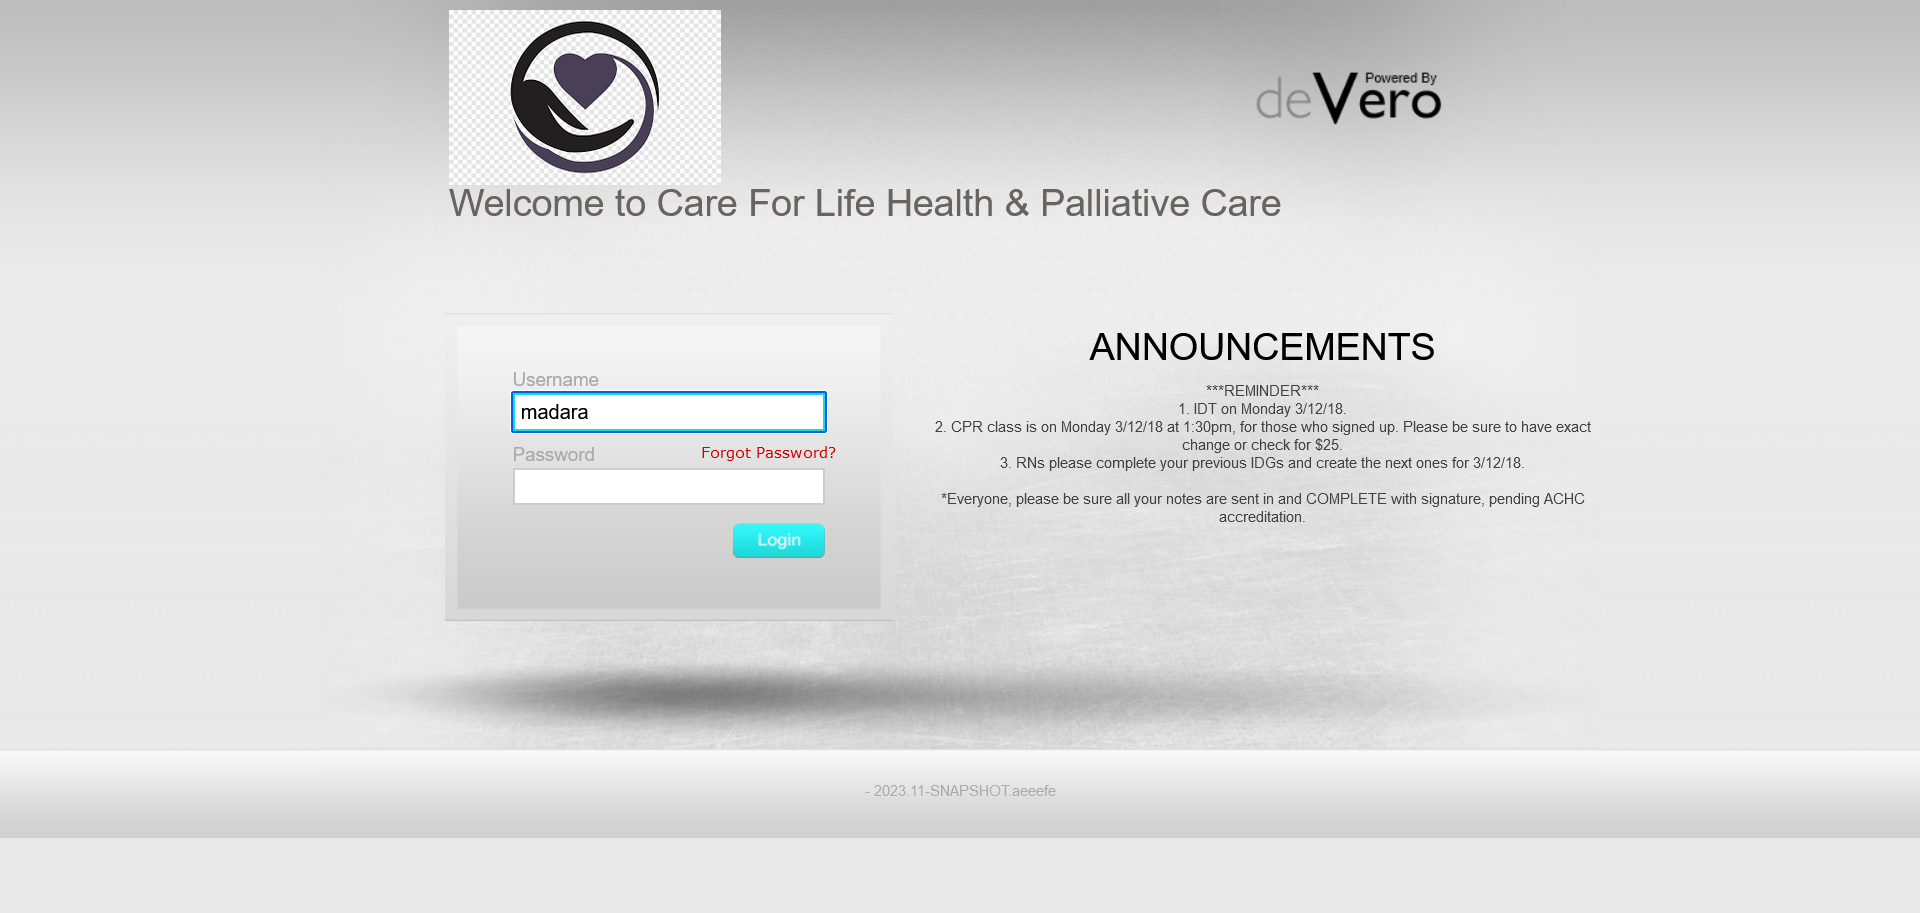 Powered By
deVero
Welcome to Care For Life Health & Palliative Care
Username
madara
Password
Forgot Password?
Login
ANNOUNCEMENTS
***REMINDER***
1. IDT on Monday 3/12/18.
2. CPR class is on Monday 3/12/18 at 1:30pm, for those who signed up. Please be sure to have exact
change or check for $25.
3. RNs please complete your previous IDGs and create the next ones for 3/12/18.
*Everyone, please be sure all your notes are sent in and COMPLETE with signature, pending ACHC
accreditation.
- 2023.11-SNAPSHOT.aeeefe